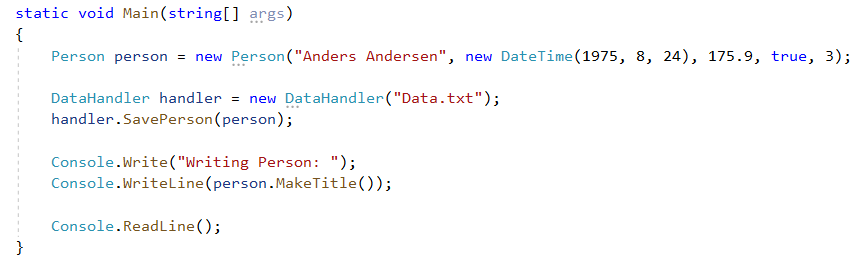 static void Main(string[] args)
{
Person person = new Person("Anders Andersen", new DateTime(1975, 8, 24), 175.9, true, 3);
DataHandler handler = new DataHandler("Data.txt");
handler.SavePerson(person);
Console.Write("Writing Person: ");
Console.WriteLine(person.MakeTitle());
Console.ReadLine();
}